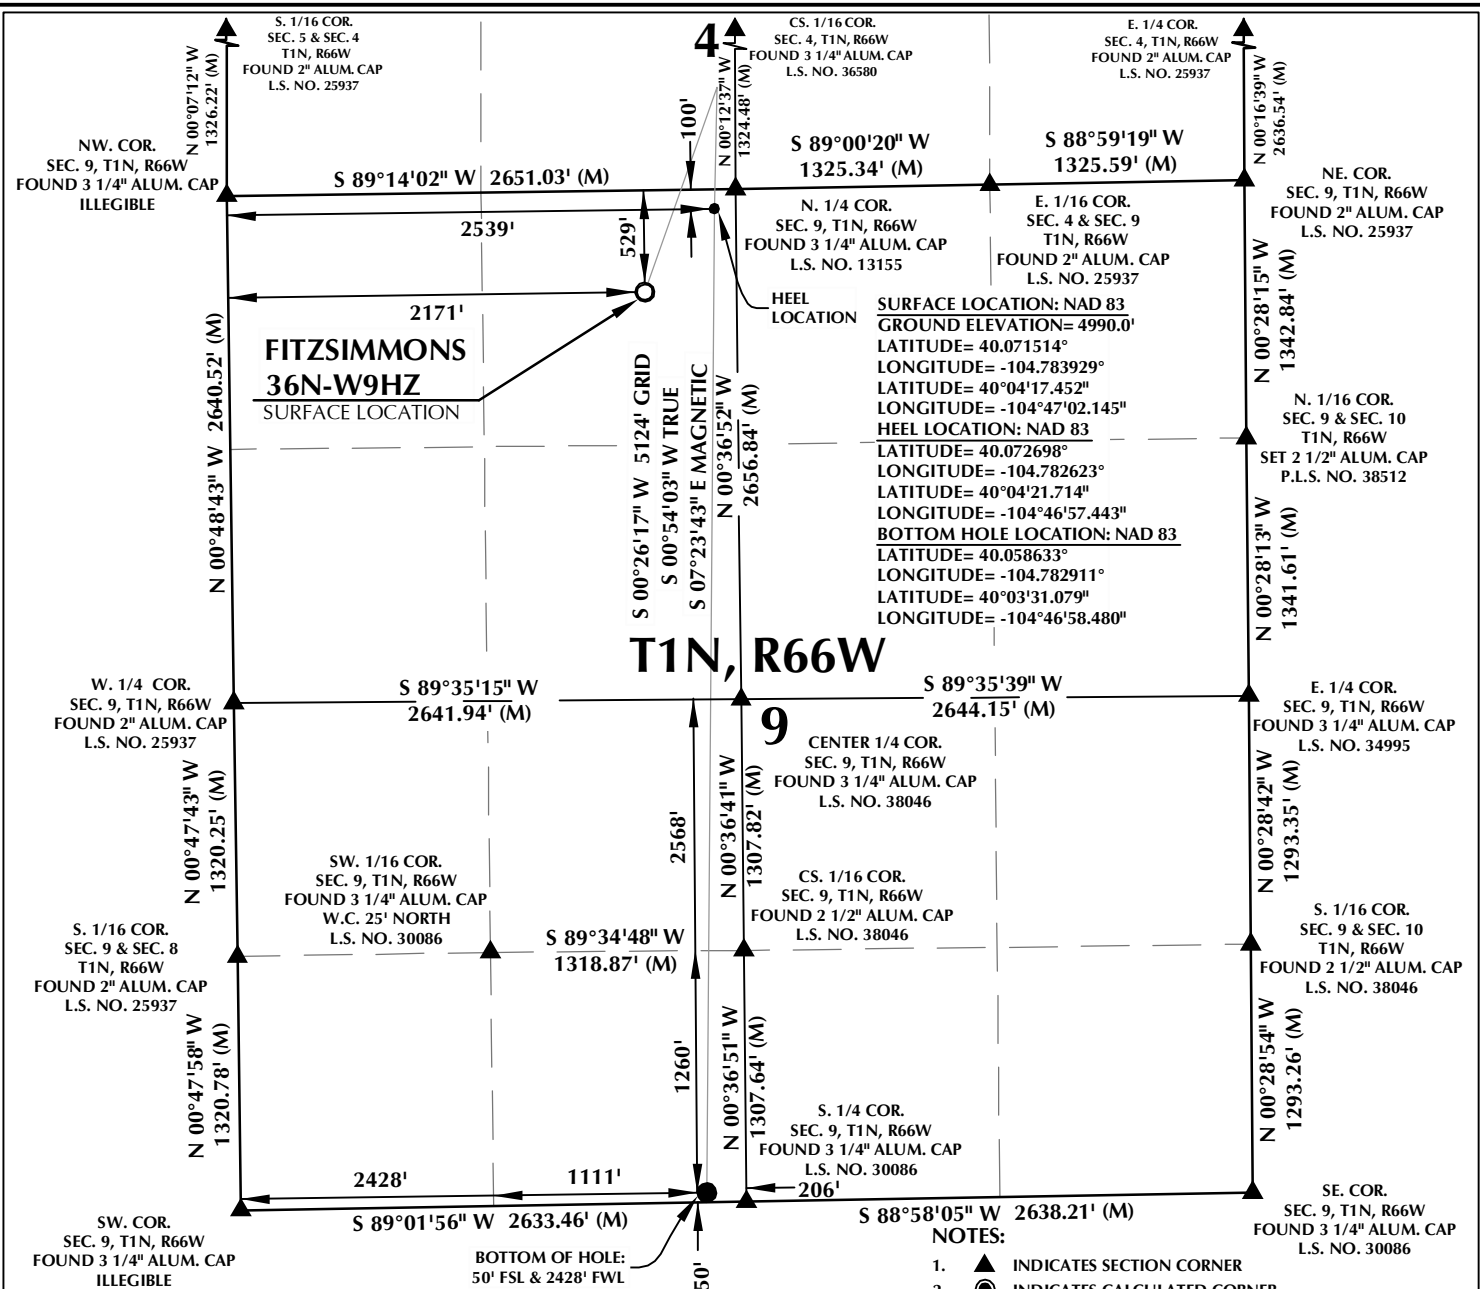 S. 1/16 COR.
SEC. 5 & SEC. 4
T1N, R66W
FOUND 2" ALUM. CAP
L.S. NO. 25937
N 00°07'12" W
1326.22' (M)
4
CS. 1/16 COR.
SEC. 4, T1N, R66W
FOUND 3 1/4" ALUM. CAP
L.S. NO. 36580
N 00°12'37" W
1324.48' (M)
E. 1/4 COR.
SEC. 4, T1N, R66W
FOUND 2" ALUM. CAP
L.S. NO. 25937
N 00°16'39" W
2636.54' (M)
NW. COR.
SEC. 9, T1N, R66W
FOUND 3 1/4" ALUM. CAP
ILLEGIBLE
S 89°14'02" W 2651.03' (M)
100'
S 89°00'20" W
1325.34' (M)
S 88°59'19" W
1325.59' (M)
NE. COR.
SEC. 9, T1N, R66W
FOUND 2" ALUM. CAP
L.S. NO. 25937
2539'
529'
N. 1/4 COR.
SEC. 9, T1N, R66W
FOUND 3 1/4" ALUM. CAP
L.S. NO. 13155
E. 1/16 COR.
SEC. 4 & SEC. 9
T1N, R66W
FOUND 2" ALUM. CAP
L.S. NO. 25937
2171'
HEEL
LOCATION
FITZSIMMONS
36N-W9HZ
SURFACE LOCATION
SURFACE LOCATION: NAD 83
GROUND ELEVATION= 4990.0'
LATITUDE= 40.071514°
LONGITUDE= -104.783929°
LATITUDE= 40°04'17.452"
LONGITUDE= -104°47'02.145"
HEEL LOCATION: NAD 83
LATITUDE= 40.072698°
LONGITUDE= -104.782623°
LATITUDE= 40°04'21.714"
LONGITUDE= -104°46'57.443"
BOTTOM HOLE LOCATION: NAD 83
LATITUDE= 40.058633°
LONGITUDE= -104.782911°
LATITUDE= 40°03'31.079"
LONGITUDE= -104°46'58.480"
N 00°48'43" W 2640.52' (M)
S 00°26'17" W 5124' GRID
S 00°54'03" W TRUE
S 07°23'43" E MAGNETIC
N 00°36'52" W
2656.84' (M)
N 00°28'15" W
1342.84' (M)
N. 1/16 COR.
SEC. 9 & SEC. 10
T1N, R66W
SET 2 1/2" ALUM. CAP
P.L.S. NO. 38512
N 00°28'13" W
1341.61' (M)
T1N, R66W
W. 1/4 COR.
SEC. 9, T1N, R66W
FOUND 2" ALUM. CAP
L.S. NO. 25937
S 89°35'15" W
2641.94' (M)
S 89°35'39" W
2644.15' (M)
E. 1/4 COR.
SEC. 9, T1N, R66W
FOUND 3 1/4" ALUM. CAP
L.S. NO. 34995
9
CENTER 1/4 COR.
SEC. 9, T1N, R66W
FOUND 3 1/4" ALUM. CAP
L.S. NO. 38046
N 00°47'43" W
1320.25' (M)
2568'
N 00°36'41" W
1307.82' (M)
N 00°28'42" W
1293.35' (M)
SW. 1/16 COR.
SEC. 9, T1N, R66W
FOUND 3 1/4" ALUM. CAP
W.C. 25' NORTH
L.S. NO. 30086
CS. 1/16 COR.
SEC. 9, T1N, R66W
FOUND 2 1/2" ALUM. CAP
L.S. NO. 38046
S. 1/16 COR.
SEC. 9 & SEC. 8
T1N, R66W
FOUND 2" ALUM. CAP
L.S. NO. 25937
S 89°34'48" W
1318.87' (M)
S. 1/16 COR.
SEC. 9 & SEC. 10
T1N, R66W
FOUND 2 1/2" ALUM. CAP
L.S. NO. 38046
N 00°47'58" W
1320.78' (M)
1260'
N 00°36'51" W
1307.64' (M)
N 00°28'54" W
1293.26' (M)
S. 1/4 COR.
SEC. 9, T1N, R66W
FOUND 3 1/4" ALUM. CAP
L.S. NO. 30086
2428'
1111'
206'
S 89°01'56" W 2633.46' (M)
S 88°58'05" W 2638.21' (M)
SW. COR.
SEC. 9, T1N, R66W
FOUND 3 1/4" ALUM. CAP
ILLEGIBLE
SE. COR.
SEC. 9, T1N, R66W
FOUND 3 1/4" ALUM. CAP
L.S. NO. 30086
BOTTOM OF HOLE:
50' FSL & 2428' FWL
50'
NOTES:
1. INDICATES SECTION CORNER
2. INDICATES CALCULATED CORNER